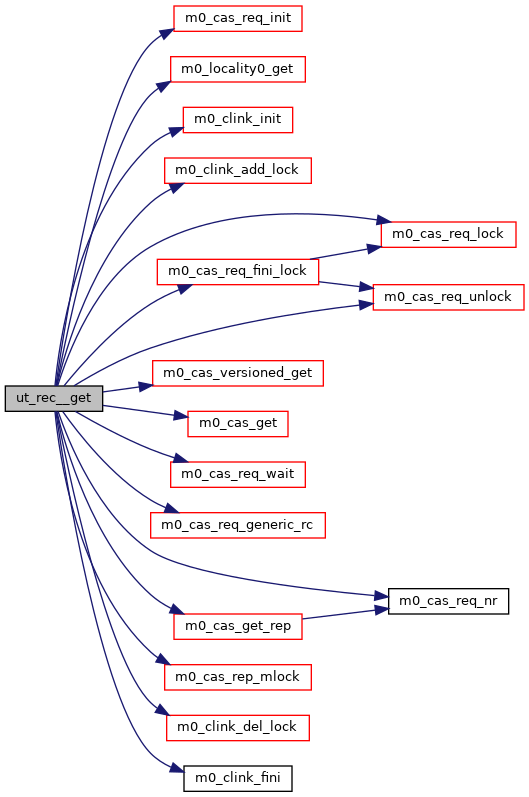 m0_cas_req_init
m0_locality0_get
m0_clink_init
m0_clink_add_lock
m0_cas_req_lock
m0_cas_req_fini_lock
m0_cas_req_unlock
m0_cas_versioned_get
ut_rec__get
m0_cas_get
m0_cas_req_wait
m0_cas_req_generic_rc
m0_cas_req_nr
m0_cas_get_rep
m0_cas_rep_mlock
m0_clink_del_lock
m0_clink_fini